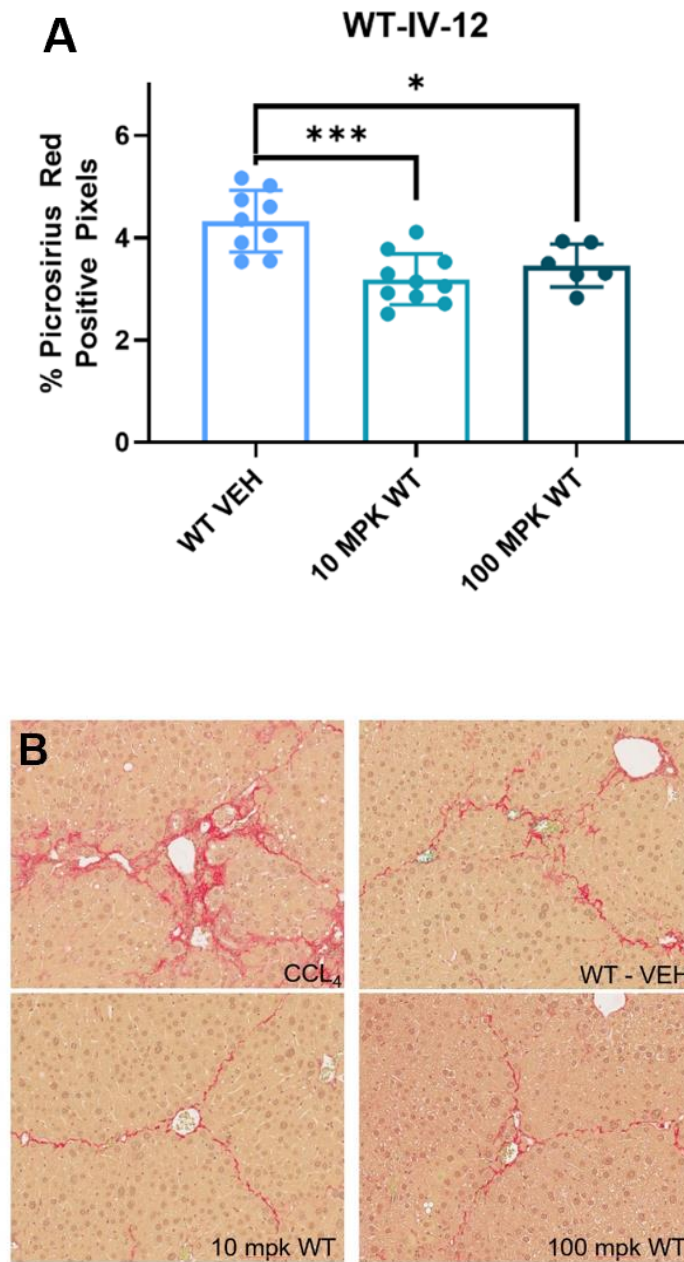 A
WT-IV-12
*
***
% Picrosirius Red
Positive Pixels
6
4
2
0
WT VEH
10 MPK WT
100 MPK WT
B
CCL₄
WT - VEH
10 mpk WT
100 mpk WT